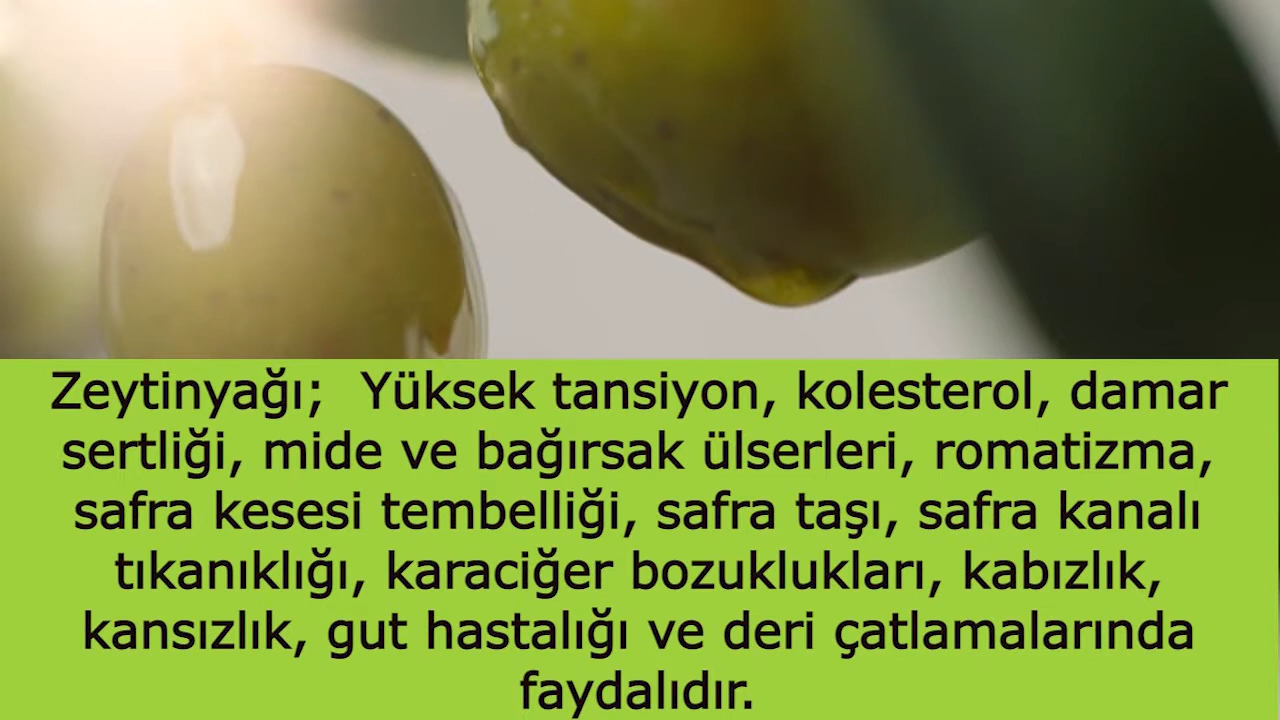 Zeytinyağı;  Yüksek tansiyon, kolesterol, damar
sertliği, mide ve bağırsak ülserleri, romatizma,
safra kesesi tembelliği, safra taşı, safra kanalı
tıkanıklığı, karaciğer bozuklukları, kabızlık,
kansızlık, gut hastalığı ve deri çatlamalarında
faydalıdır.